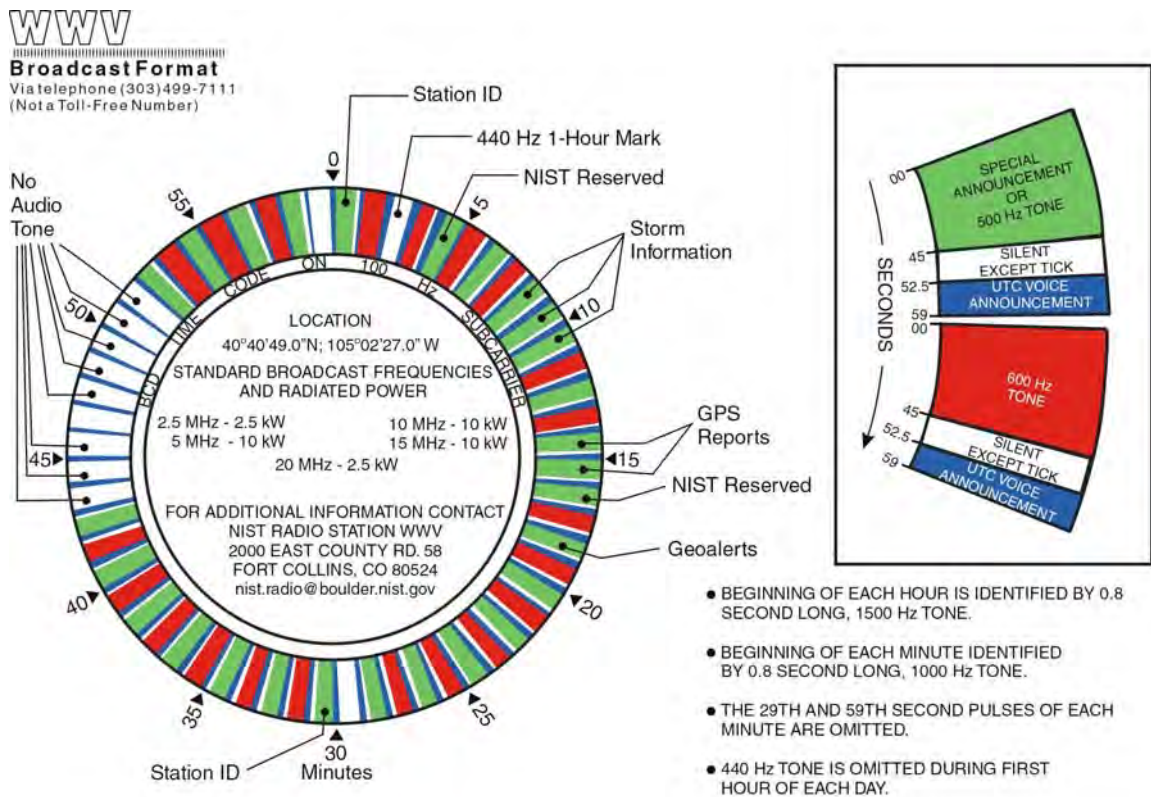 WWV
Broadcast Format
Via telephone (303)499-7111
(Not a Toll-Free Number)
Station ID
440 Hz 1-Hour Mark
NIST Reserved
Storm
Information
No
Audio
Tone
0
5
10
15
20
25
30
35
40
45
50
55
BCD TIME CODE ON 100 Hz SUBCARRIER
LOCATION
40°40'49.0"N; 105°02'27.0" W
STANDARD BROADCAST FREQUENCIES
AND RADIATED POWER
2.5 MHz - 2.5 kW
5 MHz - 10 kW
10 MHz - 10 kW
15 MHz - 10 kW
20 MHz - 2.5 kW
FOR ADDITIONAL INFORMATION CONTACT
NIST RADIO STATION WWV
2000 EAST COUNTY RD. 58
FORT COLLINS, CO 80524
nist.radio@boulder.nist.gov
GPS
Reports
NIST Reserved
Geoalerts
Station ID
Minutes
SECONDS
00
SPECIAL
ANNOUNCEMENT
OR
500 Hz TONE
45
SILENT
EXCEPT TICK
52.5
UTC VOICE
ANNOUNCEMENT
59
00
600 Hz
TONE
45
SILENT
EXCEPT TICK
52.5
UTC VOICE
ANNOUNCEMENT
59
● BEGINNING OF EACH HOUR IS IDENTIFIED BY 0.8
SECOND LONG, 1500 Hz TONE.
● BEGINNING OF EACH MINUTE IDENTIFIED
BY 0.8 SECOND LONG, 1000 Hz TONE.
● THE 29TH AND 59TH SECOND PULSES OF EACH
MINUTE ARE OMITTED.
● 440 Hz TONE IS OMITTED DURING FIRST
HOUR OF EACH DAY.